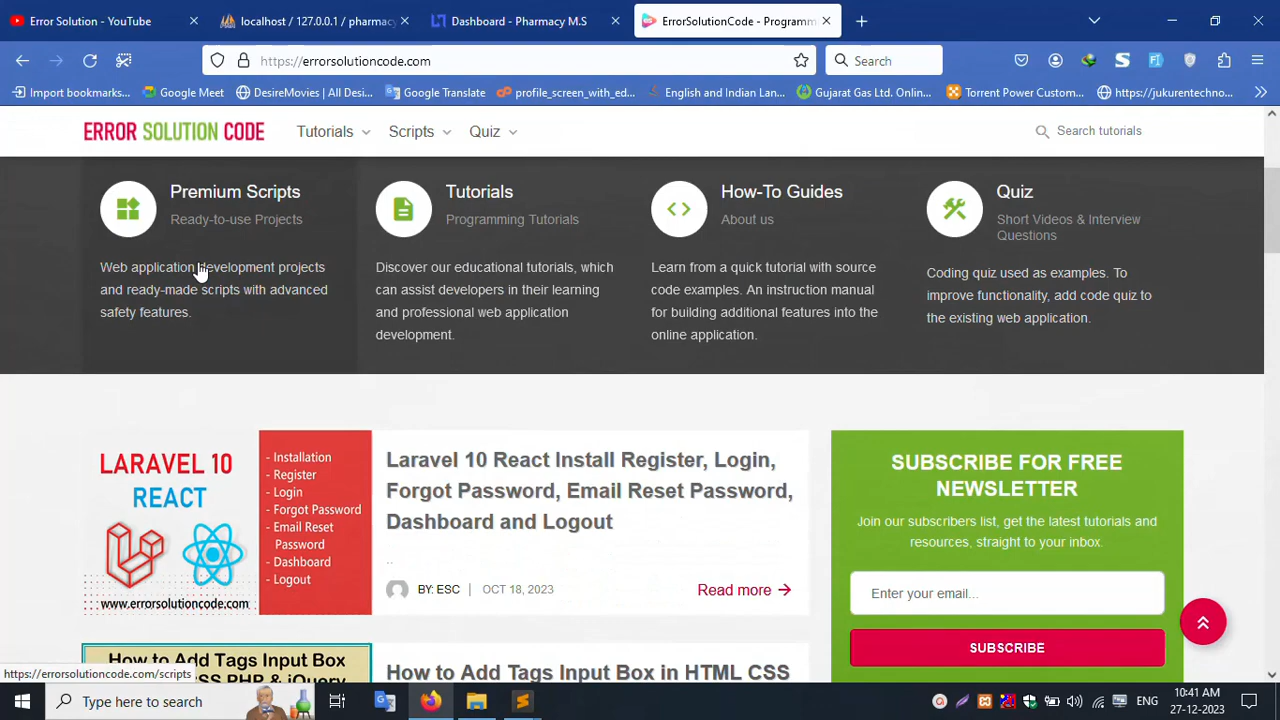 Error Solution - YouTube
localhost / 127.0.0.1 / pharmacy
Dashboard - Pharmacy M.S
ErrorSolutionCode - Programm
https://errorsolutioncode.com
Search
Import bookmarks...
Google Meet
DesireMovies | All Desi...
Google Translate
profile_screen_with_ed...
English and Indian Lan...
Gujarat Gas Ltd. Onlin...
Torrent Power Custom...
https://jukurentechno...
ERROR SOLUTION CODE
Tutorials
Scripts
Quiz
Search tutorials
Premium Scripts
Ready-to-use Projects
Web application development projects
and ready-made scripts with advanced
safety features.
Tutorials
Programming Tutorials
Discover our educational tutorials, which
can assist developers in their learning
and professional web application
development.
How-To Guides
About us
Learn from a quick tutorial with source
code examples. An instruction manual
for building additional features into the
online application.
Quiz
Short Videos & Interview
Questions
Coding quiz used as examples. To
improve functionality, add code quiz to
the existing web application.
LARAVEL 10
REACT
- Installation
- Register
- Login
- Forgot Password
- Email Reset
Password
- Dashboard
- Logout
www.errorsolutioncode.com
Laravel 10 React Install Register, Login,
Forgot Password, Email Reset Password,
Dashboard and Logout
..
BY: ESC | OCT 18, 2023
Read more
SUBSCRIBE FOR FREE
NEWSLETTER
Join our subscribers list, get the latest tutorials and
resources, straight to your inbox.
Enter your email...
SUBSCRIBE
How to Add Tags Input Box
CSS PHP & jQuery
How to Add Tags Input Box in HTML CSS
https://errorsolutioncode.com/scripts
Type here to search
ENG
10:41 AM
27-12-2023